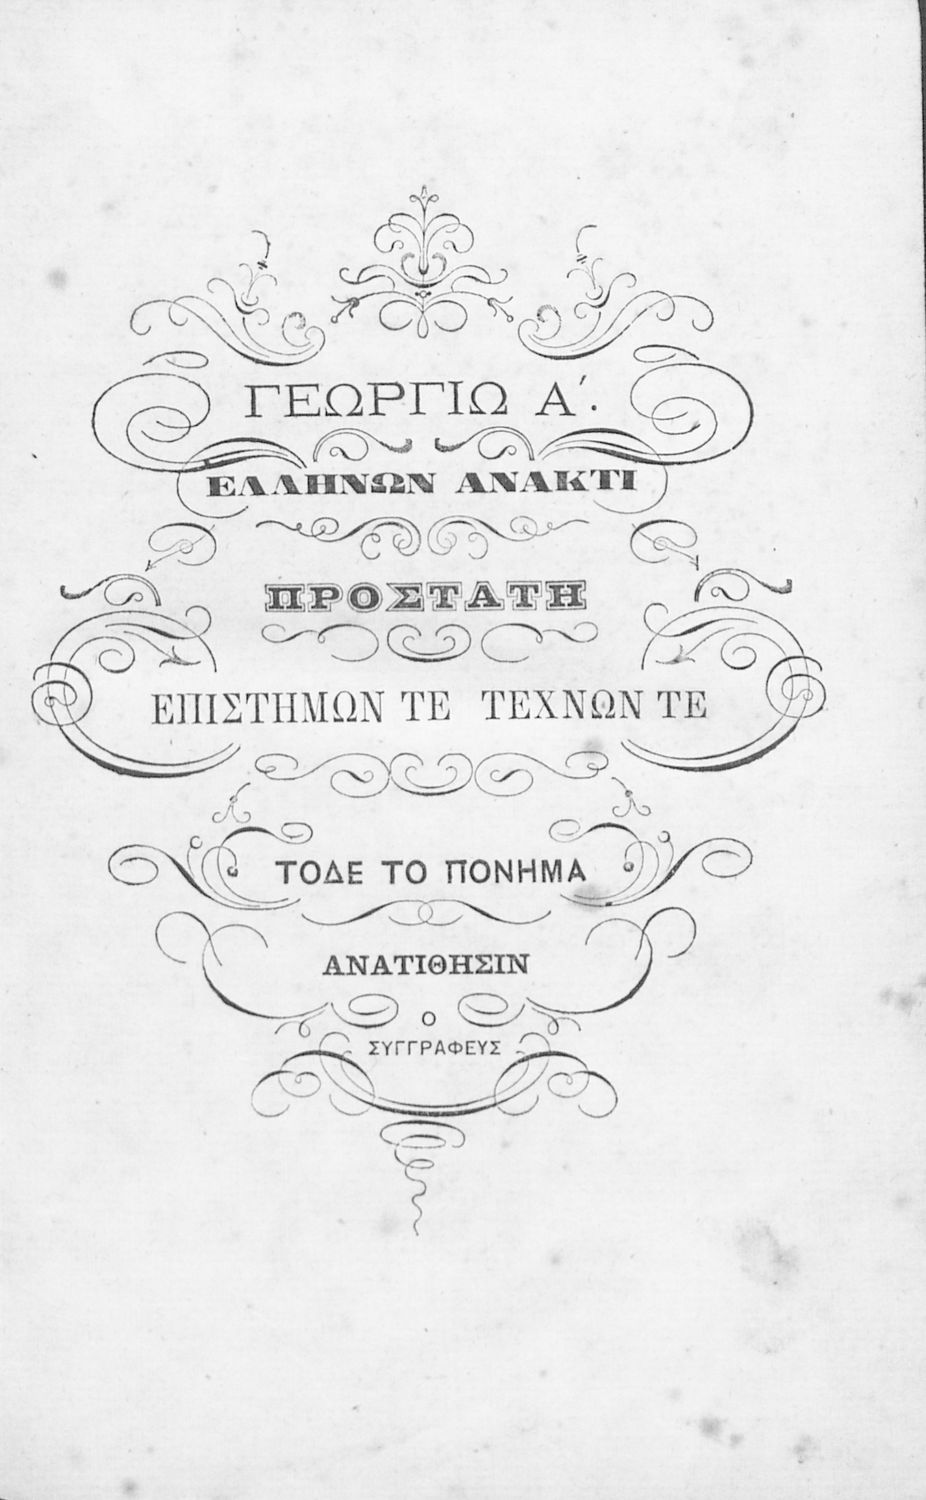 ΓΕΩΡΓΙΩ Α΄.
ΕΛΛΗΝΩΝ ΑΝΑΚΤΙ
ΠΡΟΣΤΑΤΗ
ΕΠΙΣΤΗΜΩΝ ΤΕ ΤΕΧΝΩΝ ΤΕ
ΤΟΔΕ ΤΟ ΠΟΝΗΜΑ
ΑΝΑΤΙΘΗΣΙΝ
Ο
ΣΥΓΓΡΑΦΕΥΣ